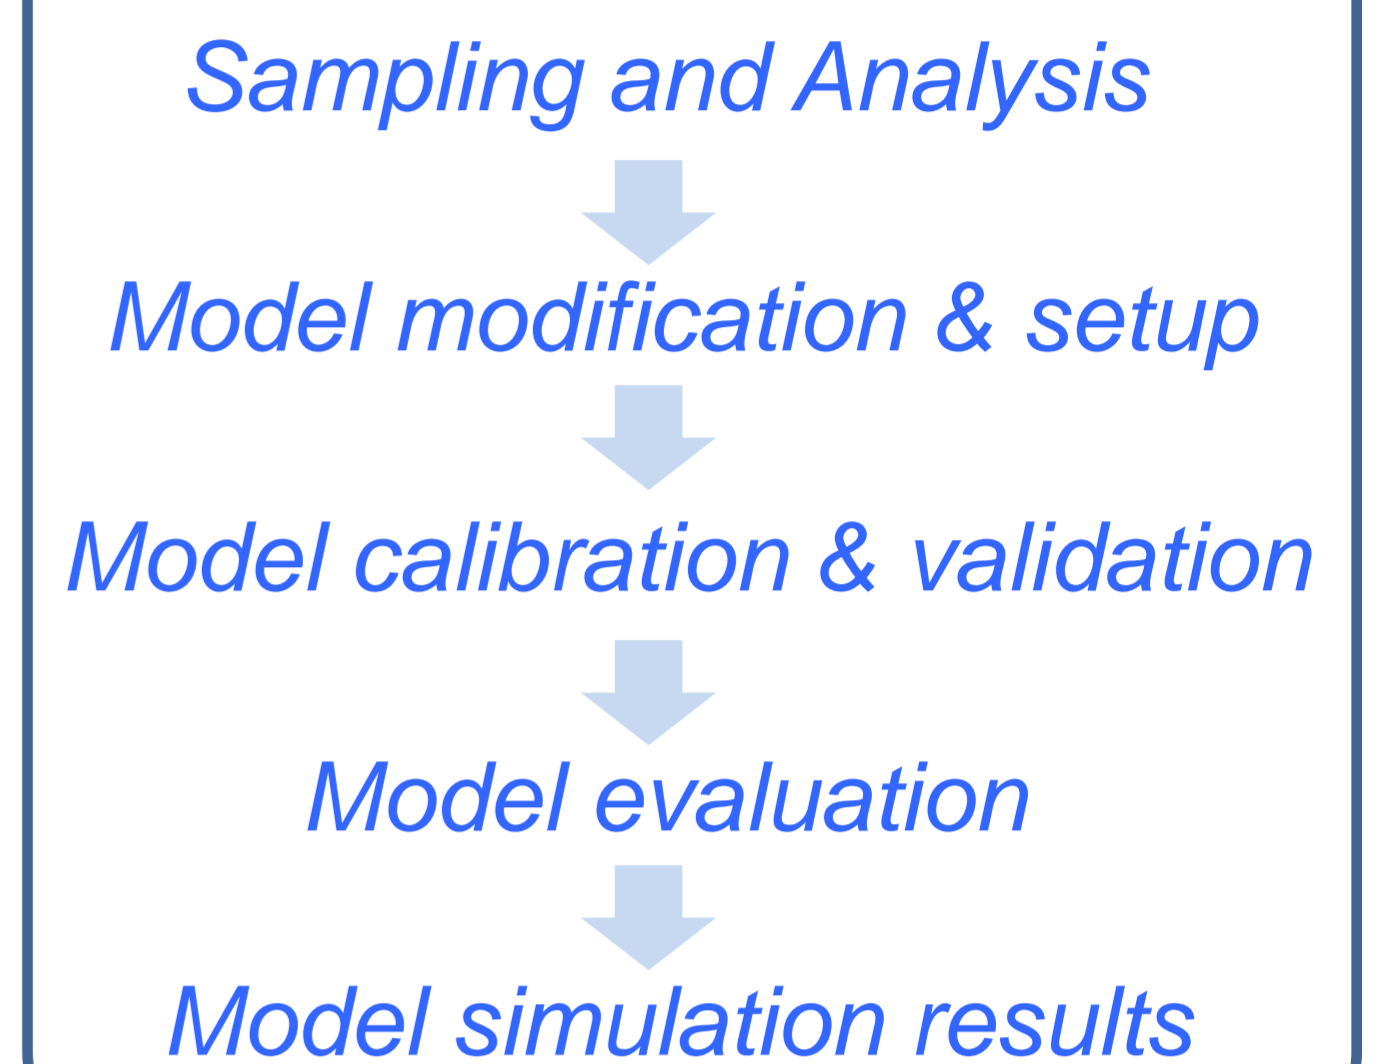 Sampling and Analysis
Model modification & setup
Model calibration & validation
Model evaluation
Model simulation results